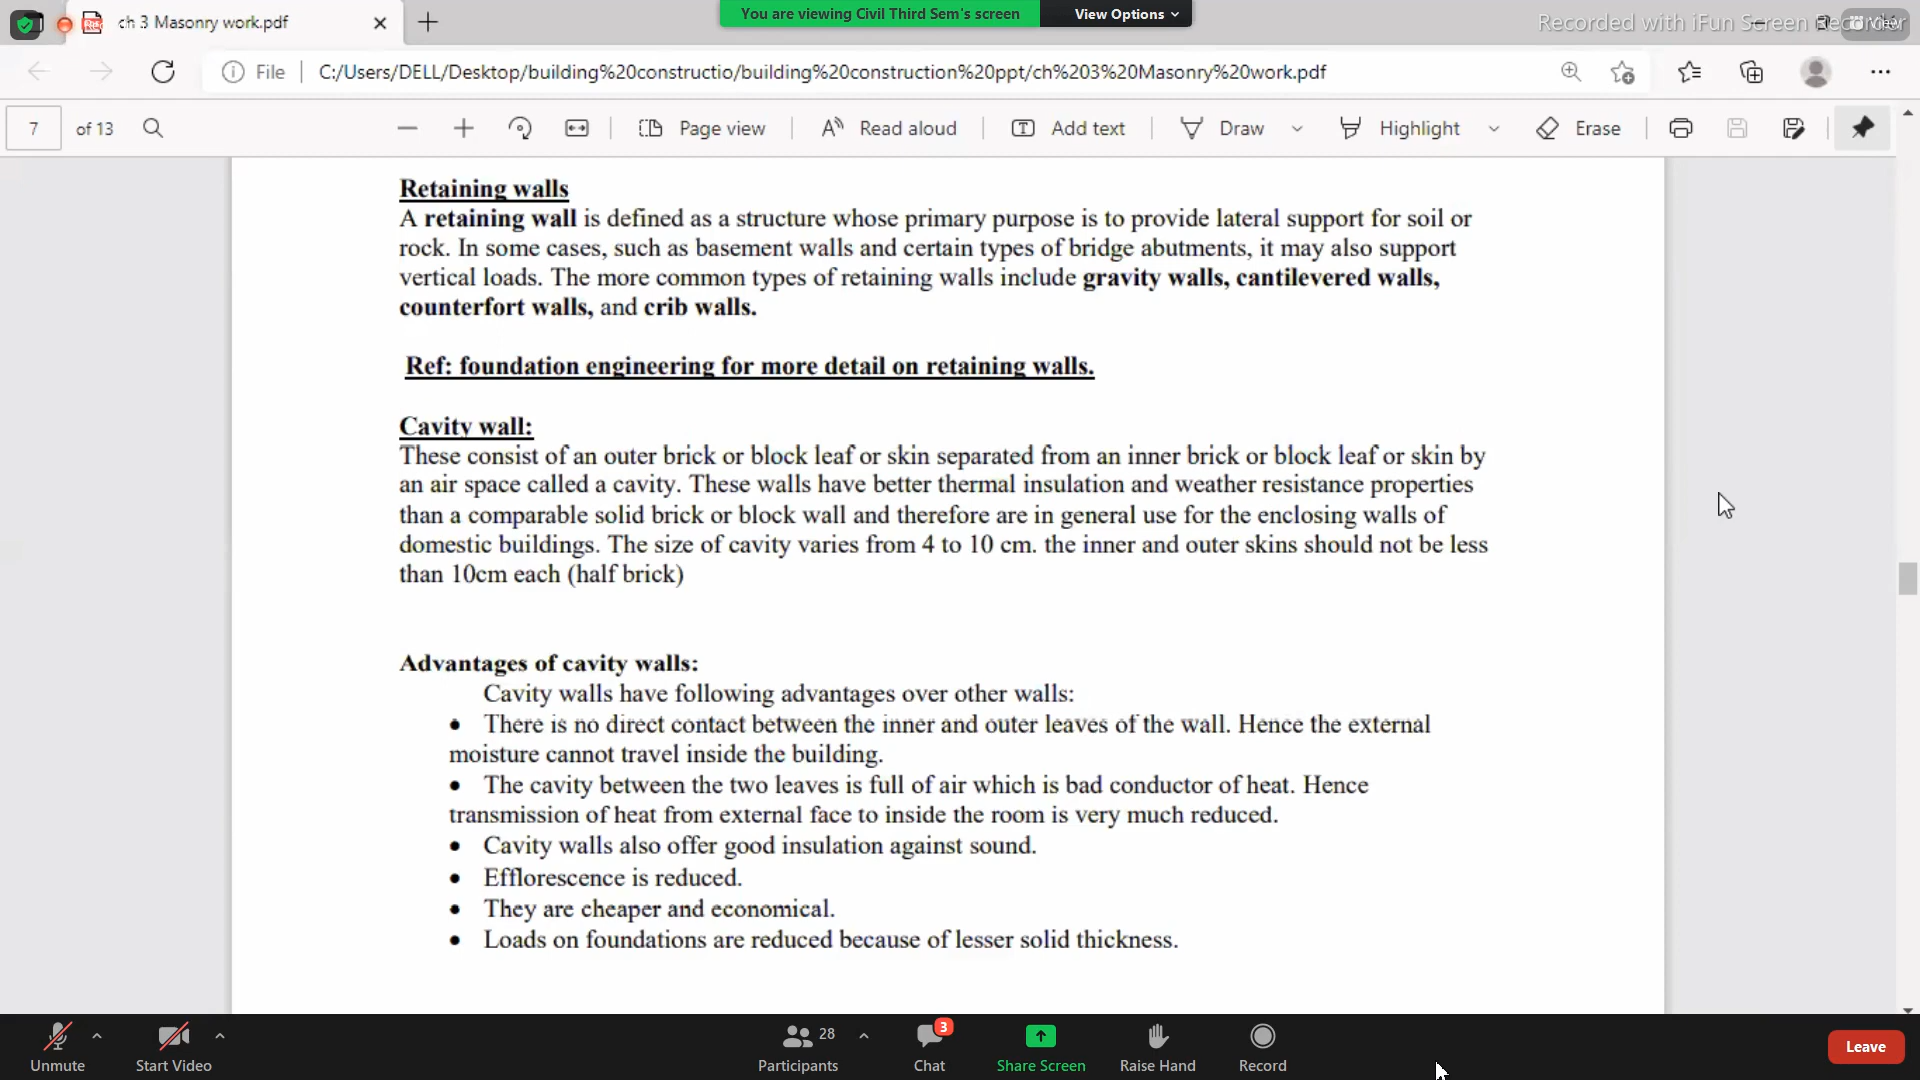 ch 3 Masonry work.pdf
You are viewing Civil Third Sem's screen View Options
Recorded with iFun Screen
View
File C:/Users/DELL/Desktop/building%20constructio/building%20construction%20ppt/ch%203%20Masonry%20work.pdf
7 of 13 Page view Read aloud Add text Draw Highlight Erase
Retaining walls
A retaining wall is defined as a structure whose primary purpose is to provide lateral support for soil or
rock. In some cases, such as basement walls and certain types of bridge abutments, it may also support
vertical loads. The more common types of retaining walls include gravity walls, cantilevered walls,
counterfort walls, and crib walls.
Ref: foundation engineering for more detail on retaining walls.
Cavity wall:
These consist of an outer brick or block leaf or skin separated from an inner brick or block leaf or skin by
an air space called a cavity. These walls have better thermal insulation and weather resistance properties
than a comparable solid brick or block wall and therefore are in general use for the enclosing walls of
domestic buildings. The size of cavity varies from 4 to 10 cm. the inner and outer skins should not be less
than 10cm each (half brick)
Advantages of cavity walls:
Cavity walls have following advantages over other walls:
• There is no direct contact between the inner and outer leaves of the wall. Hence the external
moisture cannot travel inside the building.
• The cavity between the two leaves is full of air which is bad conductor of heat. Hence
transmission of heat from external face to inside the room is very much reduced.
• Cavity walls also offer good insulation against sound.
• Efflorescence is reduced.
• They are cheaper and economical.
• Loads on foundations are reduced because of lesser solid thickness.
28 3
Unmute Start Video Participants Chat Share Screen Raise Hand Record Leave